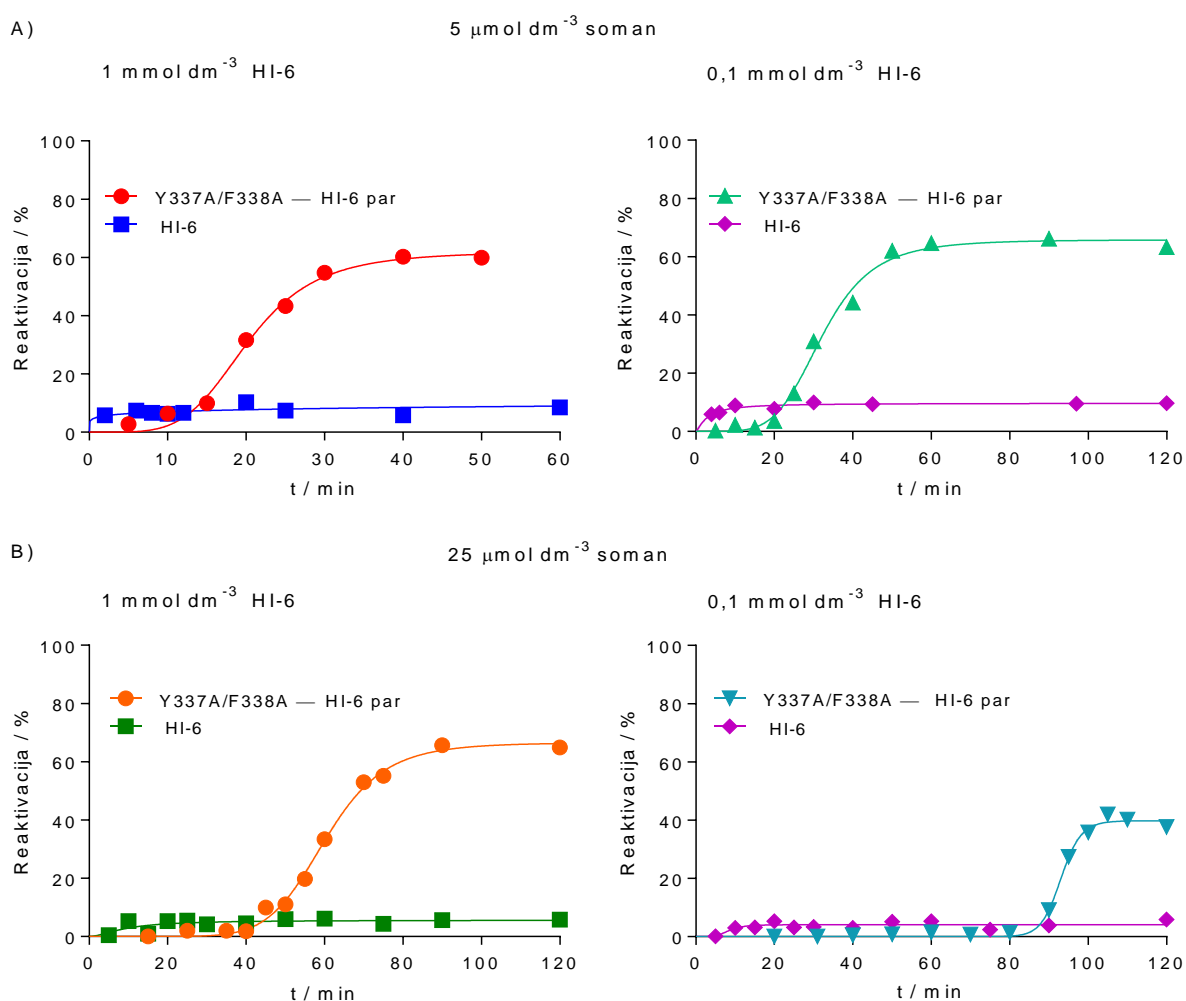 A)
5 μmol dm⁻³ soman
1 mmol dm⁻³ HI-6
0,1 mmol dm⁻³ HI-6
Reaktivacija / %
100
80
60
40
20
0
Y337A/F338A — HI-6 par
HI-6
0 10 20 30 40 50 60
t / min
Reaktivacija / %
100
80
60
40
20
0
Y337A/F338A — HI-6 par
HI-6
0 20 40 60 80 100 120
t / min
B)
25 μmol dm⁻³ soman
1 mmol dm⁻³ HI-6
0,1 mmol dm⁻³ HI-6
Reaktivacija / %
100
80
60
40
20
0
Y337A/F338A — HI-6 par
HI-6
0 20 40 60 80 100 120
t / min
Reaktivacija / %
100
80
60
40
20
0
Y337A/F338A — HI-6 par
HI-6
0 20 40 60 80 100 120
t / min